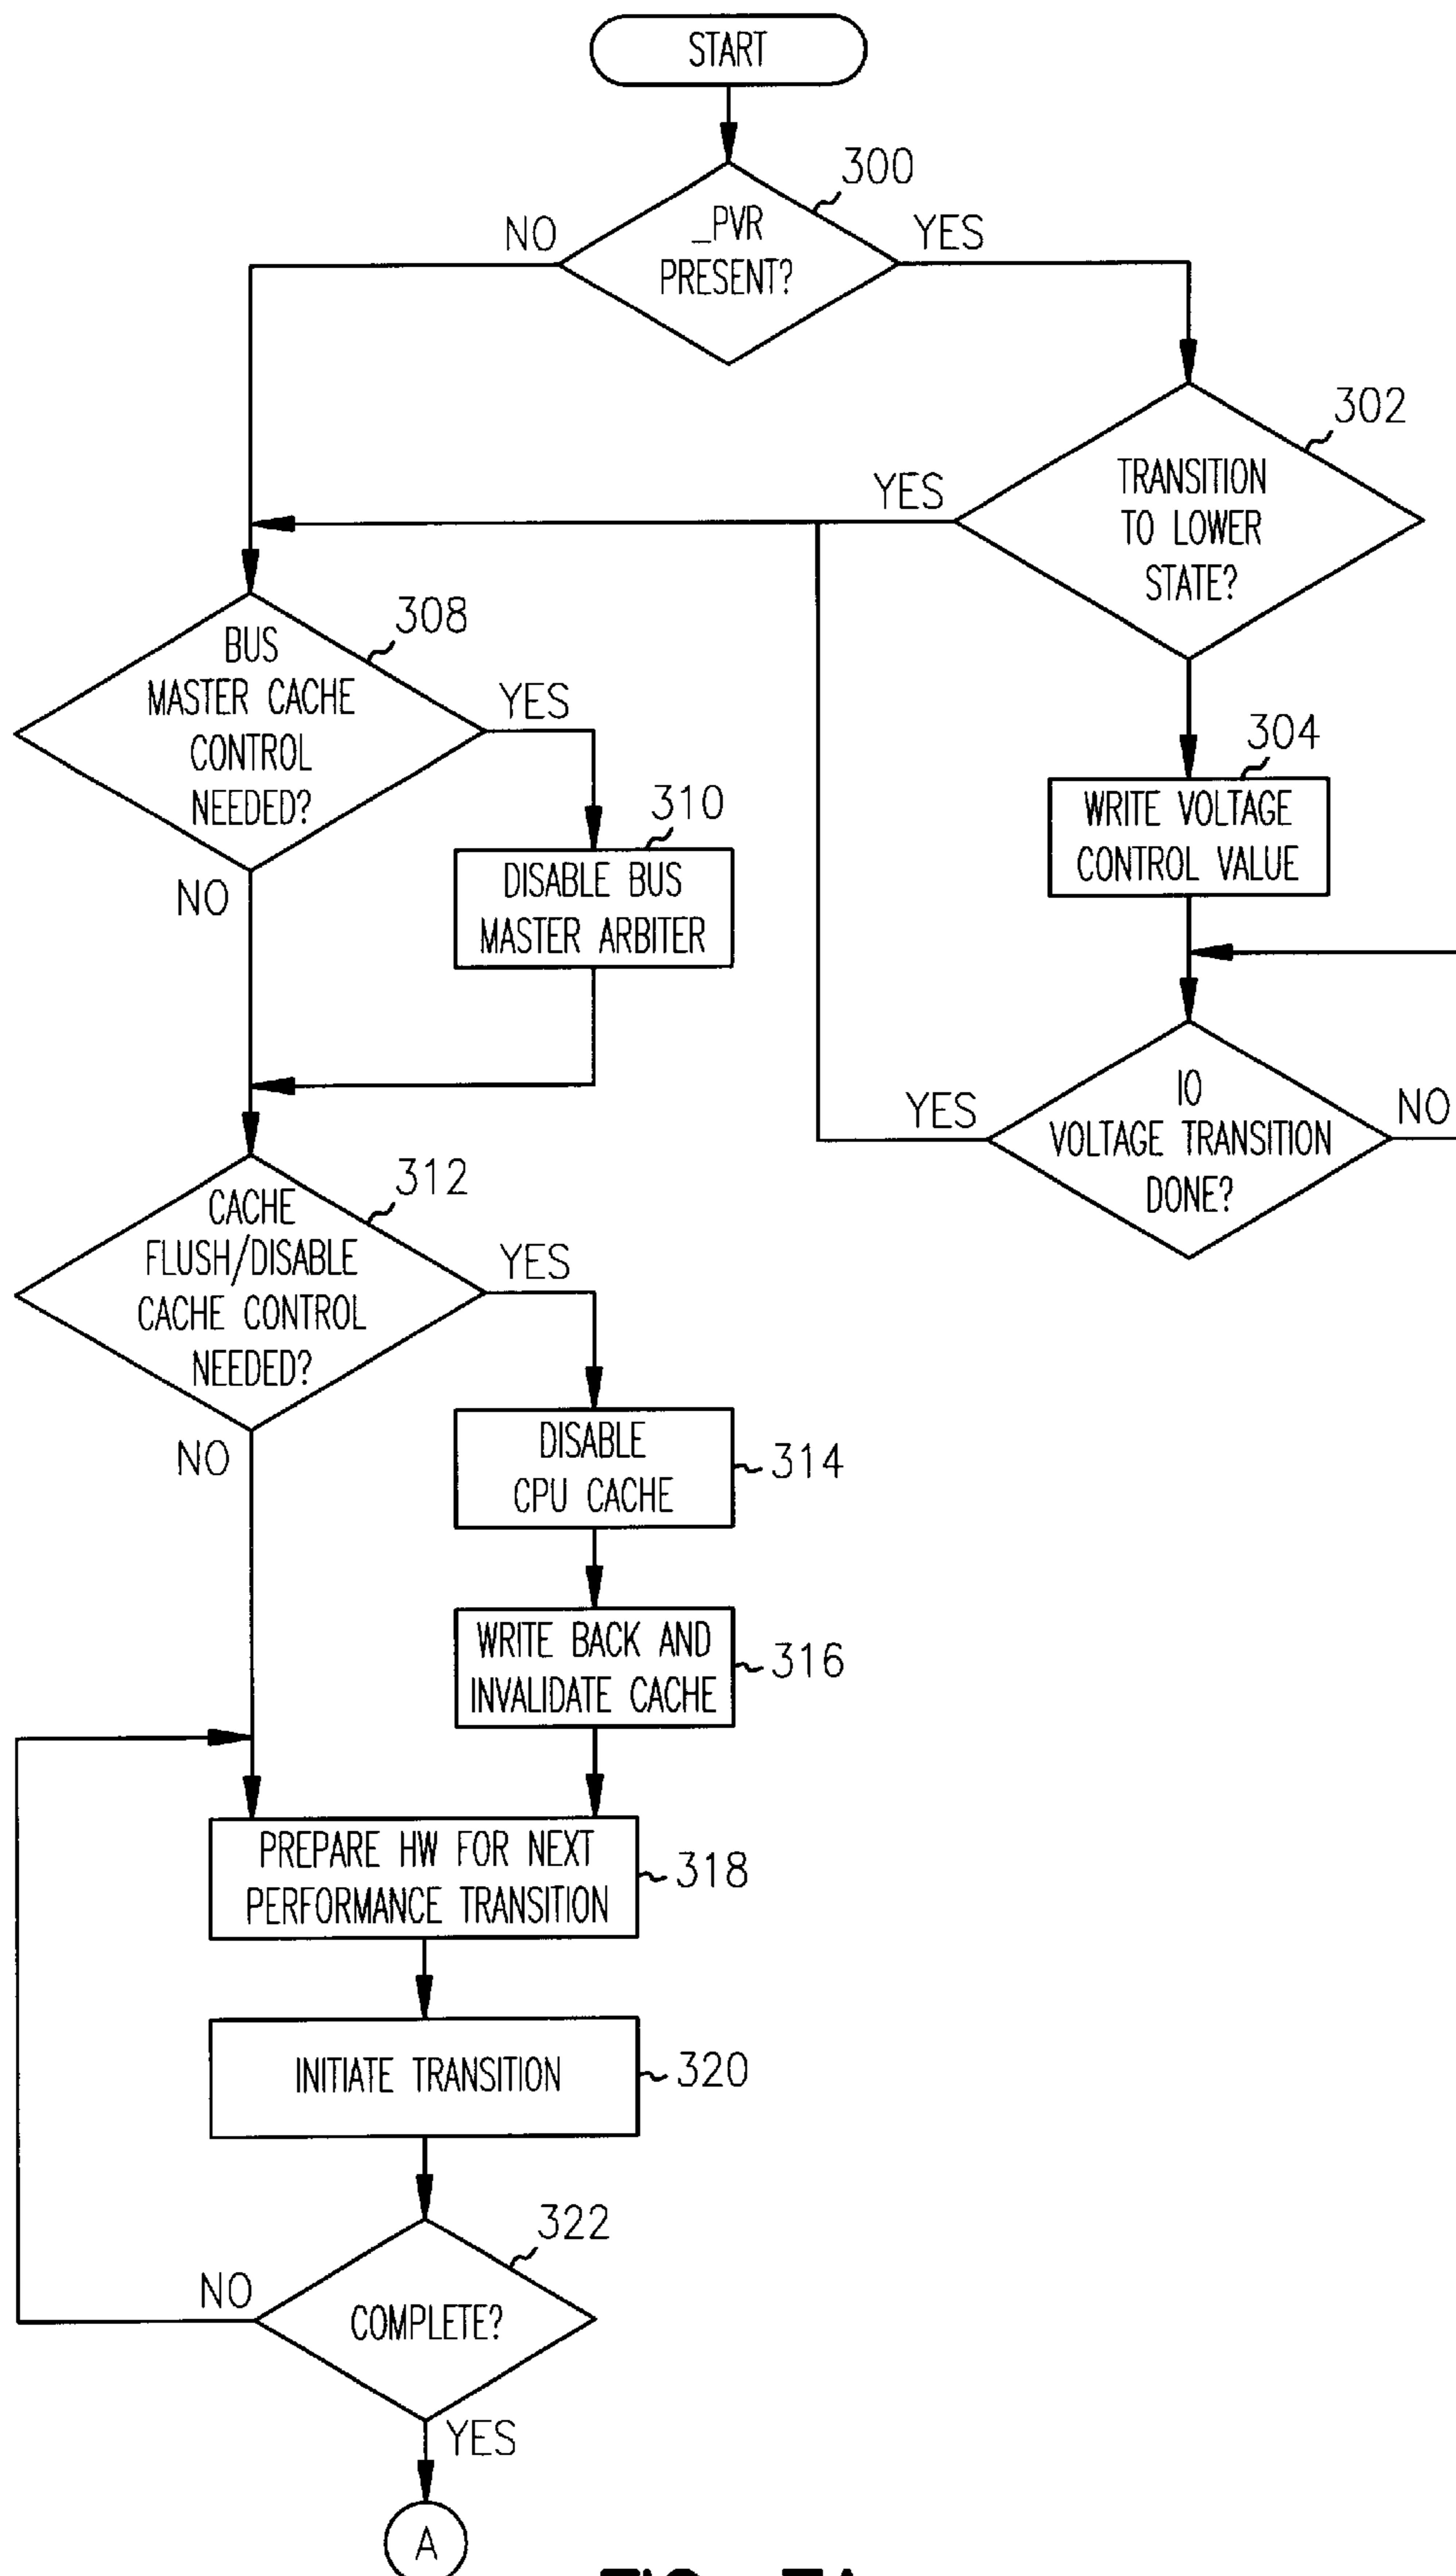 START
300
_PVR
PRESENT?
NO
YES
302
TRANSITION
TO LOWER
STATE?
YES
308
BUS
MASTER CACHE
CONTROL
NEEDED?
YES
NO
304
WRITE VOLTAGE
CONTROL VALUE
310
DISABLE BUS
MASTER ARBITER
IO
VOLTAGE TRANSITION
DONE?
YES
NO
312
CACHE
FLUSH/DISABLE
CACHE CONTROL
NEEDED?
YES
NO
DISABLE
CPU CACHE
314
WRITE BACK AND
INVALIDATE CACHE
316
PREPARE HW FOR NEXT
PERFORMANCE TRANSITION
318
INITIATE TRANSITION
320
322
COMPLETE?
NO
YES
A